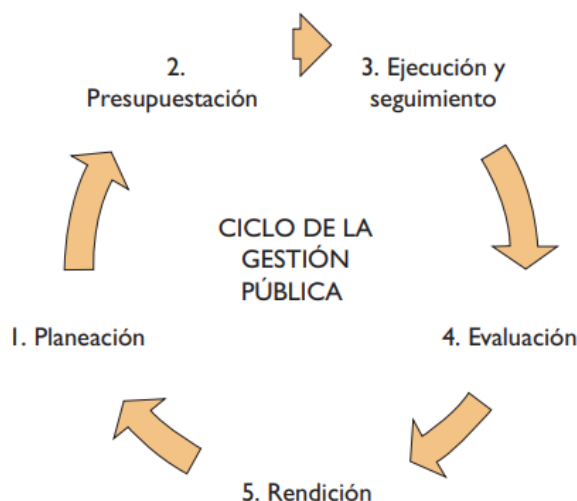 2.
Presupuestación
3. Ejecución y
seguimiento
CICLO DE LA
GESTIÓN
PÚBLICA
1. Planeación
4. Evaluación
5. Rendición